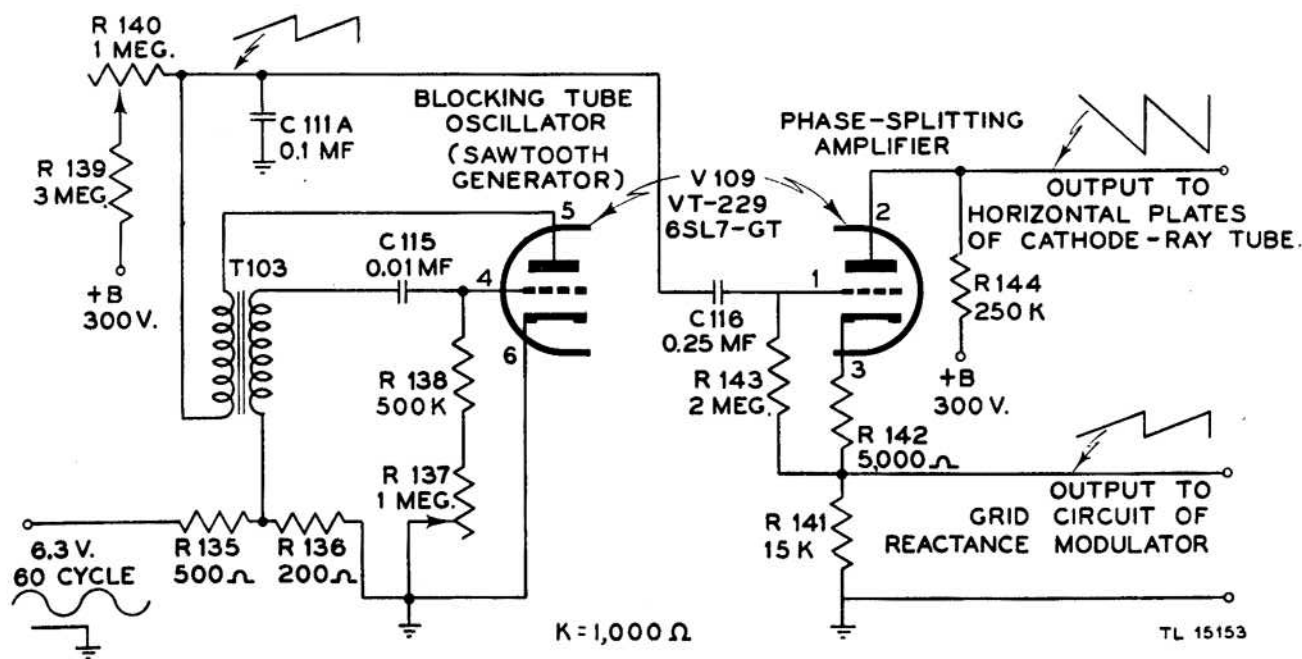 R 140
1 MEG.
C 111A
0.1 MF
BLOCKING TUBE
OSCILLATOR
(SAWTOOTH
GENERATOR)
PHASE-SPLITTING
AMPLIFIER
R 139
3 MEG.
+B
300 V.
T103
C 115
0.01 MF
4
5
6
V 109
VT-229
6SL7-GT
2
1
3
OUTPUT TO
HORIZONTAL PLATES
OF CATHODE-RAY TUBE.
R 144
250 K
+B
300 V.
C 116
0.25 MF
R 143
2 MEG.
R 138
500 K
R 137
1 MEG.
R 142
5,000 Ω
R 141
15 K
OUTPUT TO
GRID CIRCUIT OF
REACTANCE MODULATOR
6.3 V.
60 CYCLE
R 135
500 Ω
R 136
200 Ω
K = 1,000 Ω
TL 15153